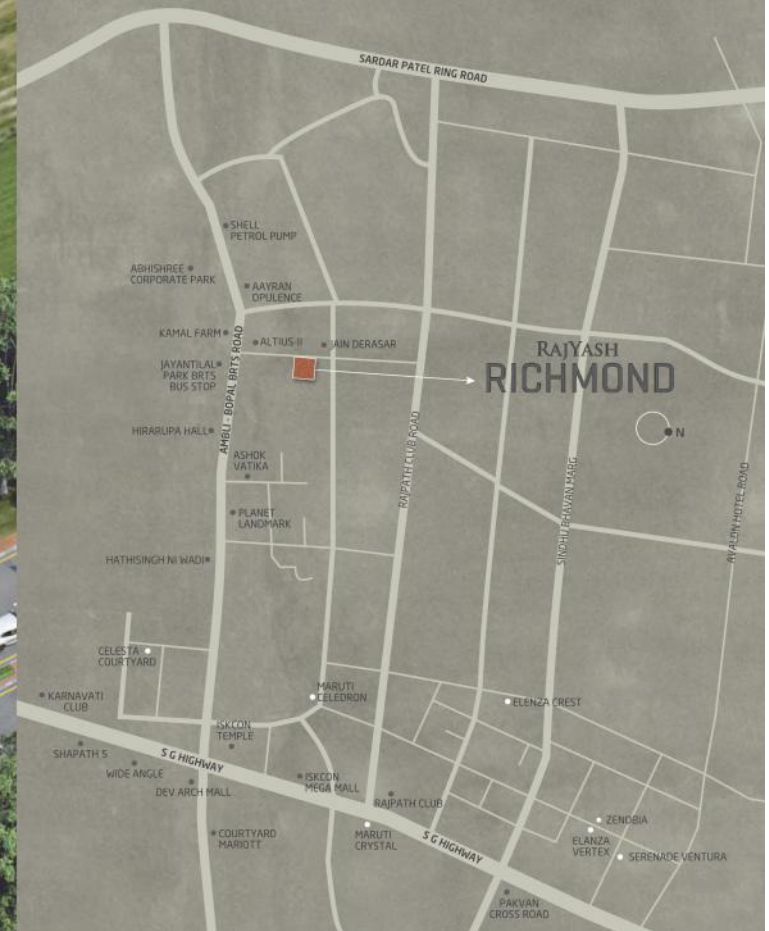 SARDAR PATEL RING ROAD
SHELL
PETROL PUMP
ABHISHREE
CORPORATE PARK
AAYRAN
OPULENCE
KAMAL FARM
ALTIUS-II
JAIN DERASAR
JAYANTILAL
PARK BRTS
BUS STOP
AMBLI - BOPAL BRTS ROAD
RAJYASH
RICHMOND
N
HIRARUPA HALL
ASHOK
VATIKA
RAJPATH CLUB ROAD
SINDHU BHAVAN MARG
AVALON HOTEL ROAD
PLANET
LANDMARK
HATHISINGH NI WADI
CELESTA
COURTYARD
KARNAVATI
CLUB
MARUTI
CELEDRON
ELENZA CREST
ISKCON
TEMPLE
SHAPATH 5
S G HIGHWAY
WIDE ANGLE
DEV ARCH MALL
ISKCON
MEGA MALL
RAJPATH CLUB
COURTYARD
MARIOTT
MARUTI
CRYSTAL
S G HIGHWAY
ZENOBIA
ELANZA
VERTEX
SERENADE VENTURA
PAKVAN
CROSS ROAD